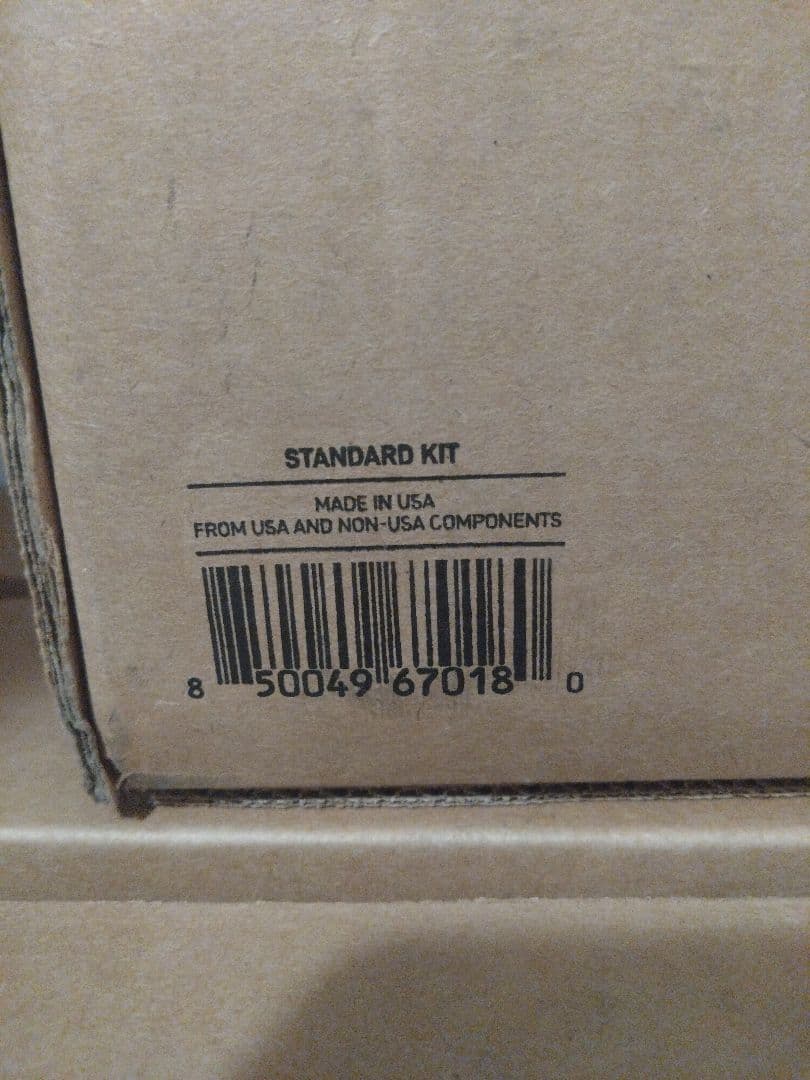 STANDARD KIT
MADE IN USA
FROM USA AND NON-USA COMPONENTS
8 50049 67018 0